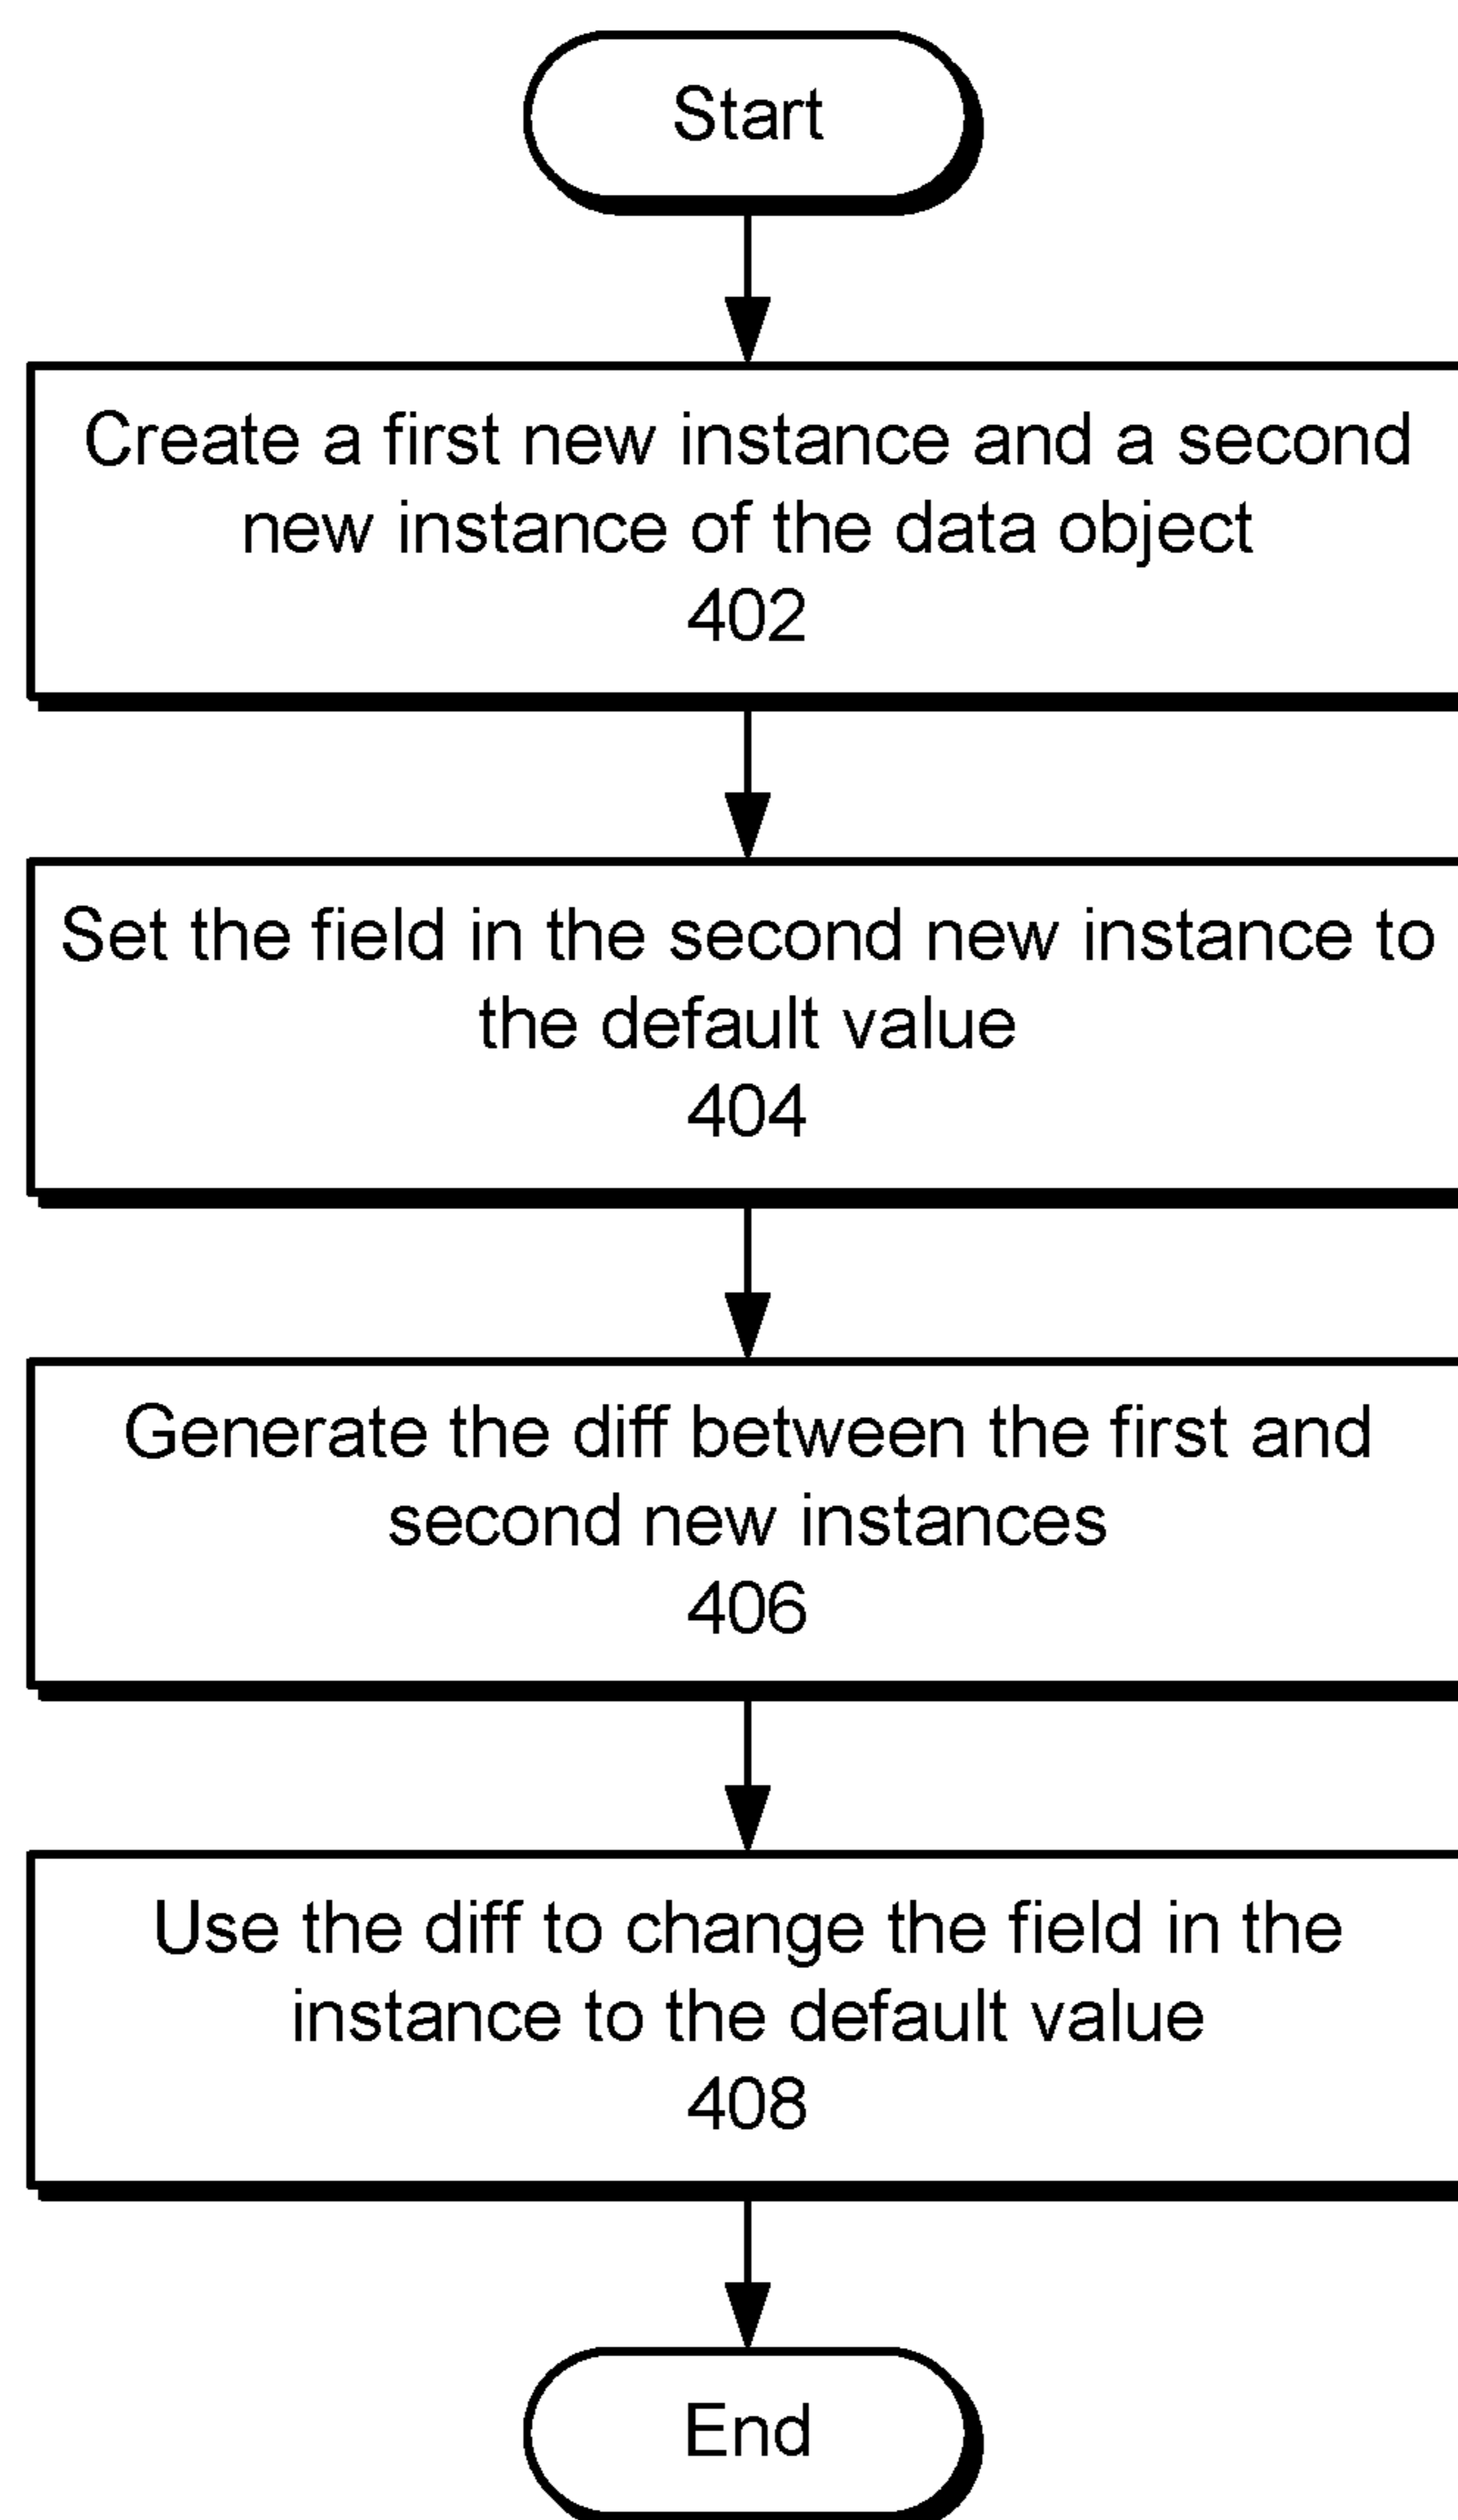 Start
Create a first new instance and a second
new instance of the data object
402
Set the field in the second new instance to
the default value
404
Generate the diff between the first and
second new instances
406
Use the diff to change the field in the
instance to the default value
408
End